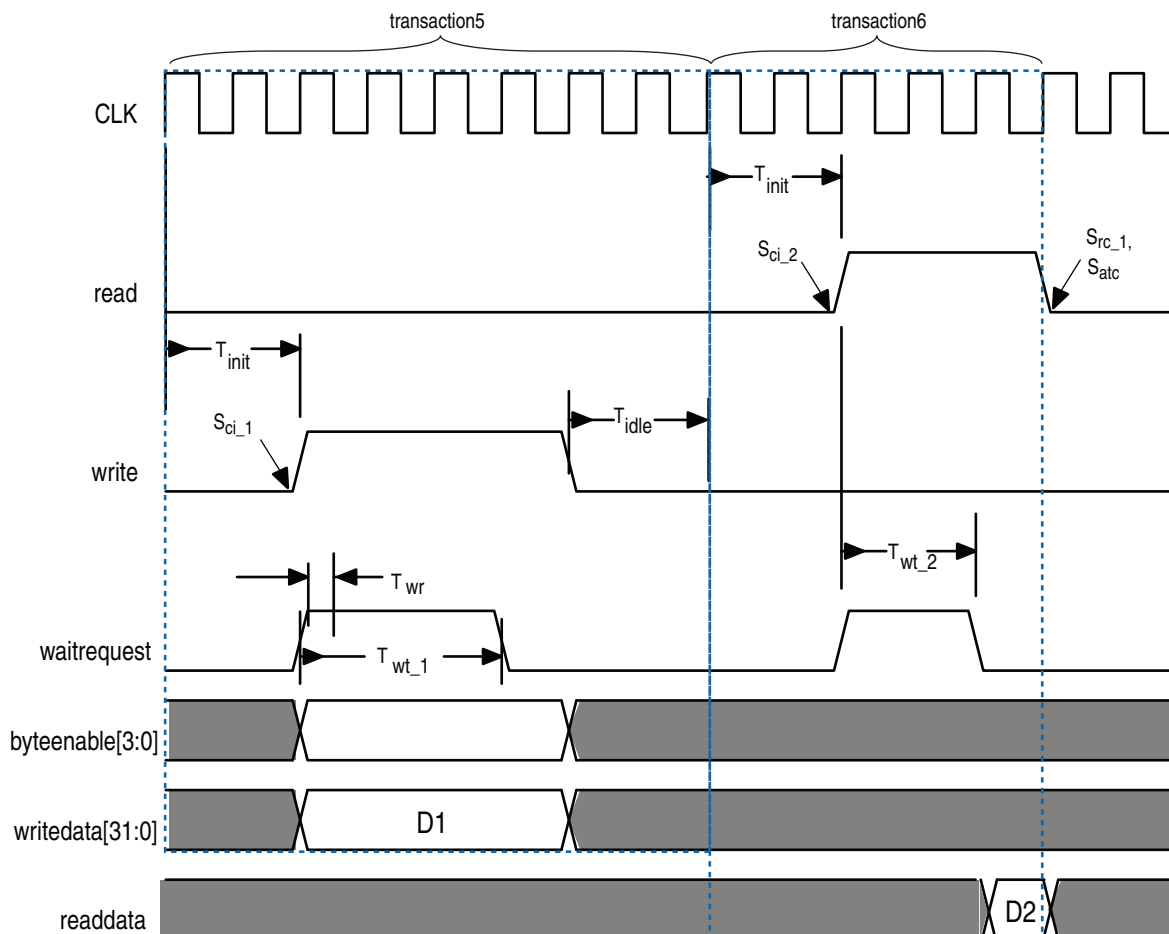 transaction5
transaction6
CLK
Tinit
Sci_2
Src_1,
Satc
read
Tinit
Sci_1
Tidle
write
Twt_2
Twr
waitrequest
Twt_1
byteenable[3:0]
writedata[31:0]
D1
readdata
D2